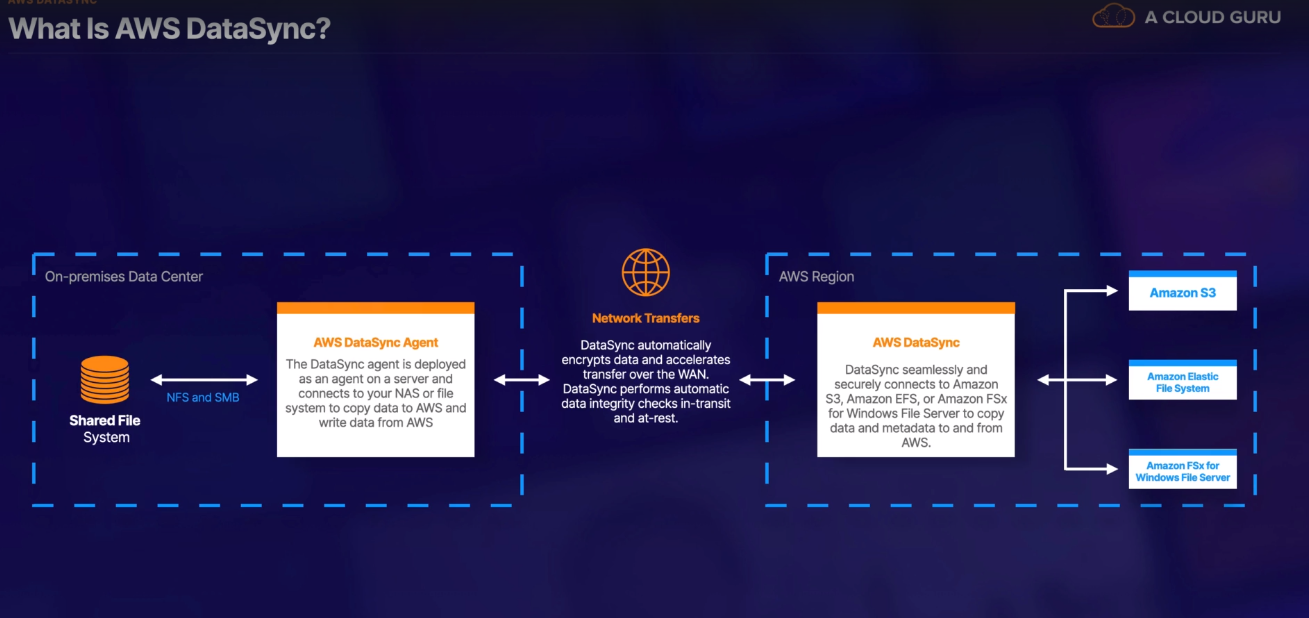 AWS DATASYNC
What Is AWS DataSync?
A CLOUD GURU
On-premises Data Center
Shared File
System
NFS and SMB
AWS DataSync Agent
The DataSync agent is deployed
as an agent on a server and
connects to your NAS or file
system to copy data to AWS and
write data from AWS
Network Transfers
DataSync automatically
encrypts data and accelerates
transfer over the WAN.
DataSync performs automatic
data integrity checks in-transit
and at-rest.
AWS Region
AWS DataSync
DataSync seamlessly and
securely connects to Amazon
S3, Amazon EFS, or Amazon FSx
for Windows File Server to copy
data and metadata to and from
AWS.
Amazon S3
Amazon Elastic
File System
Amazon FSx for
Windows File Server